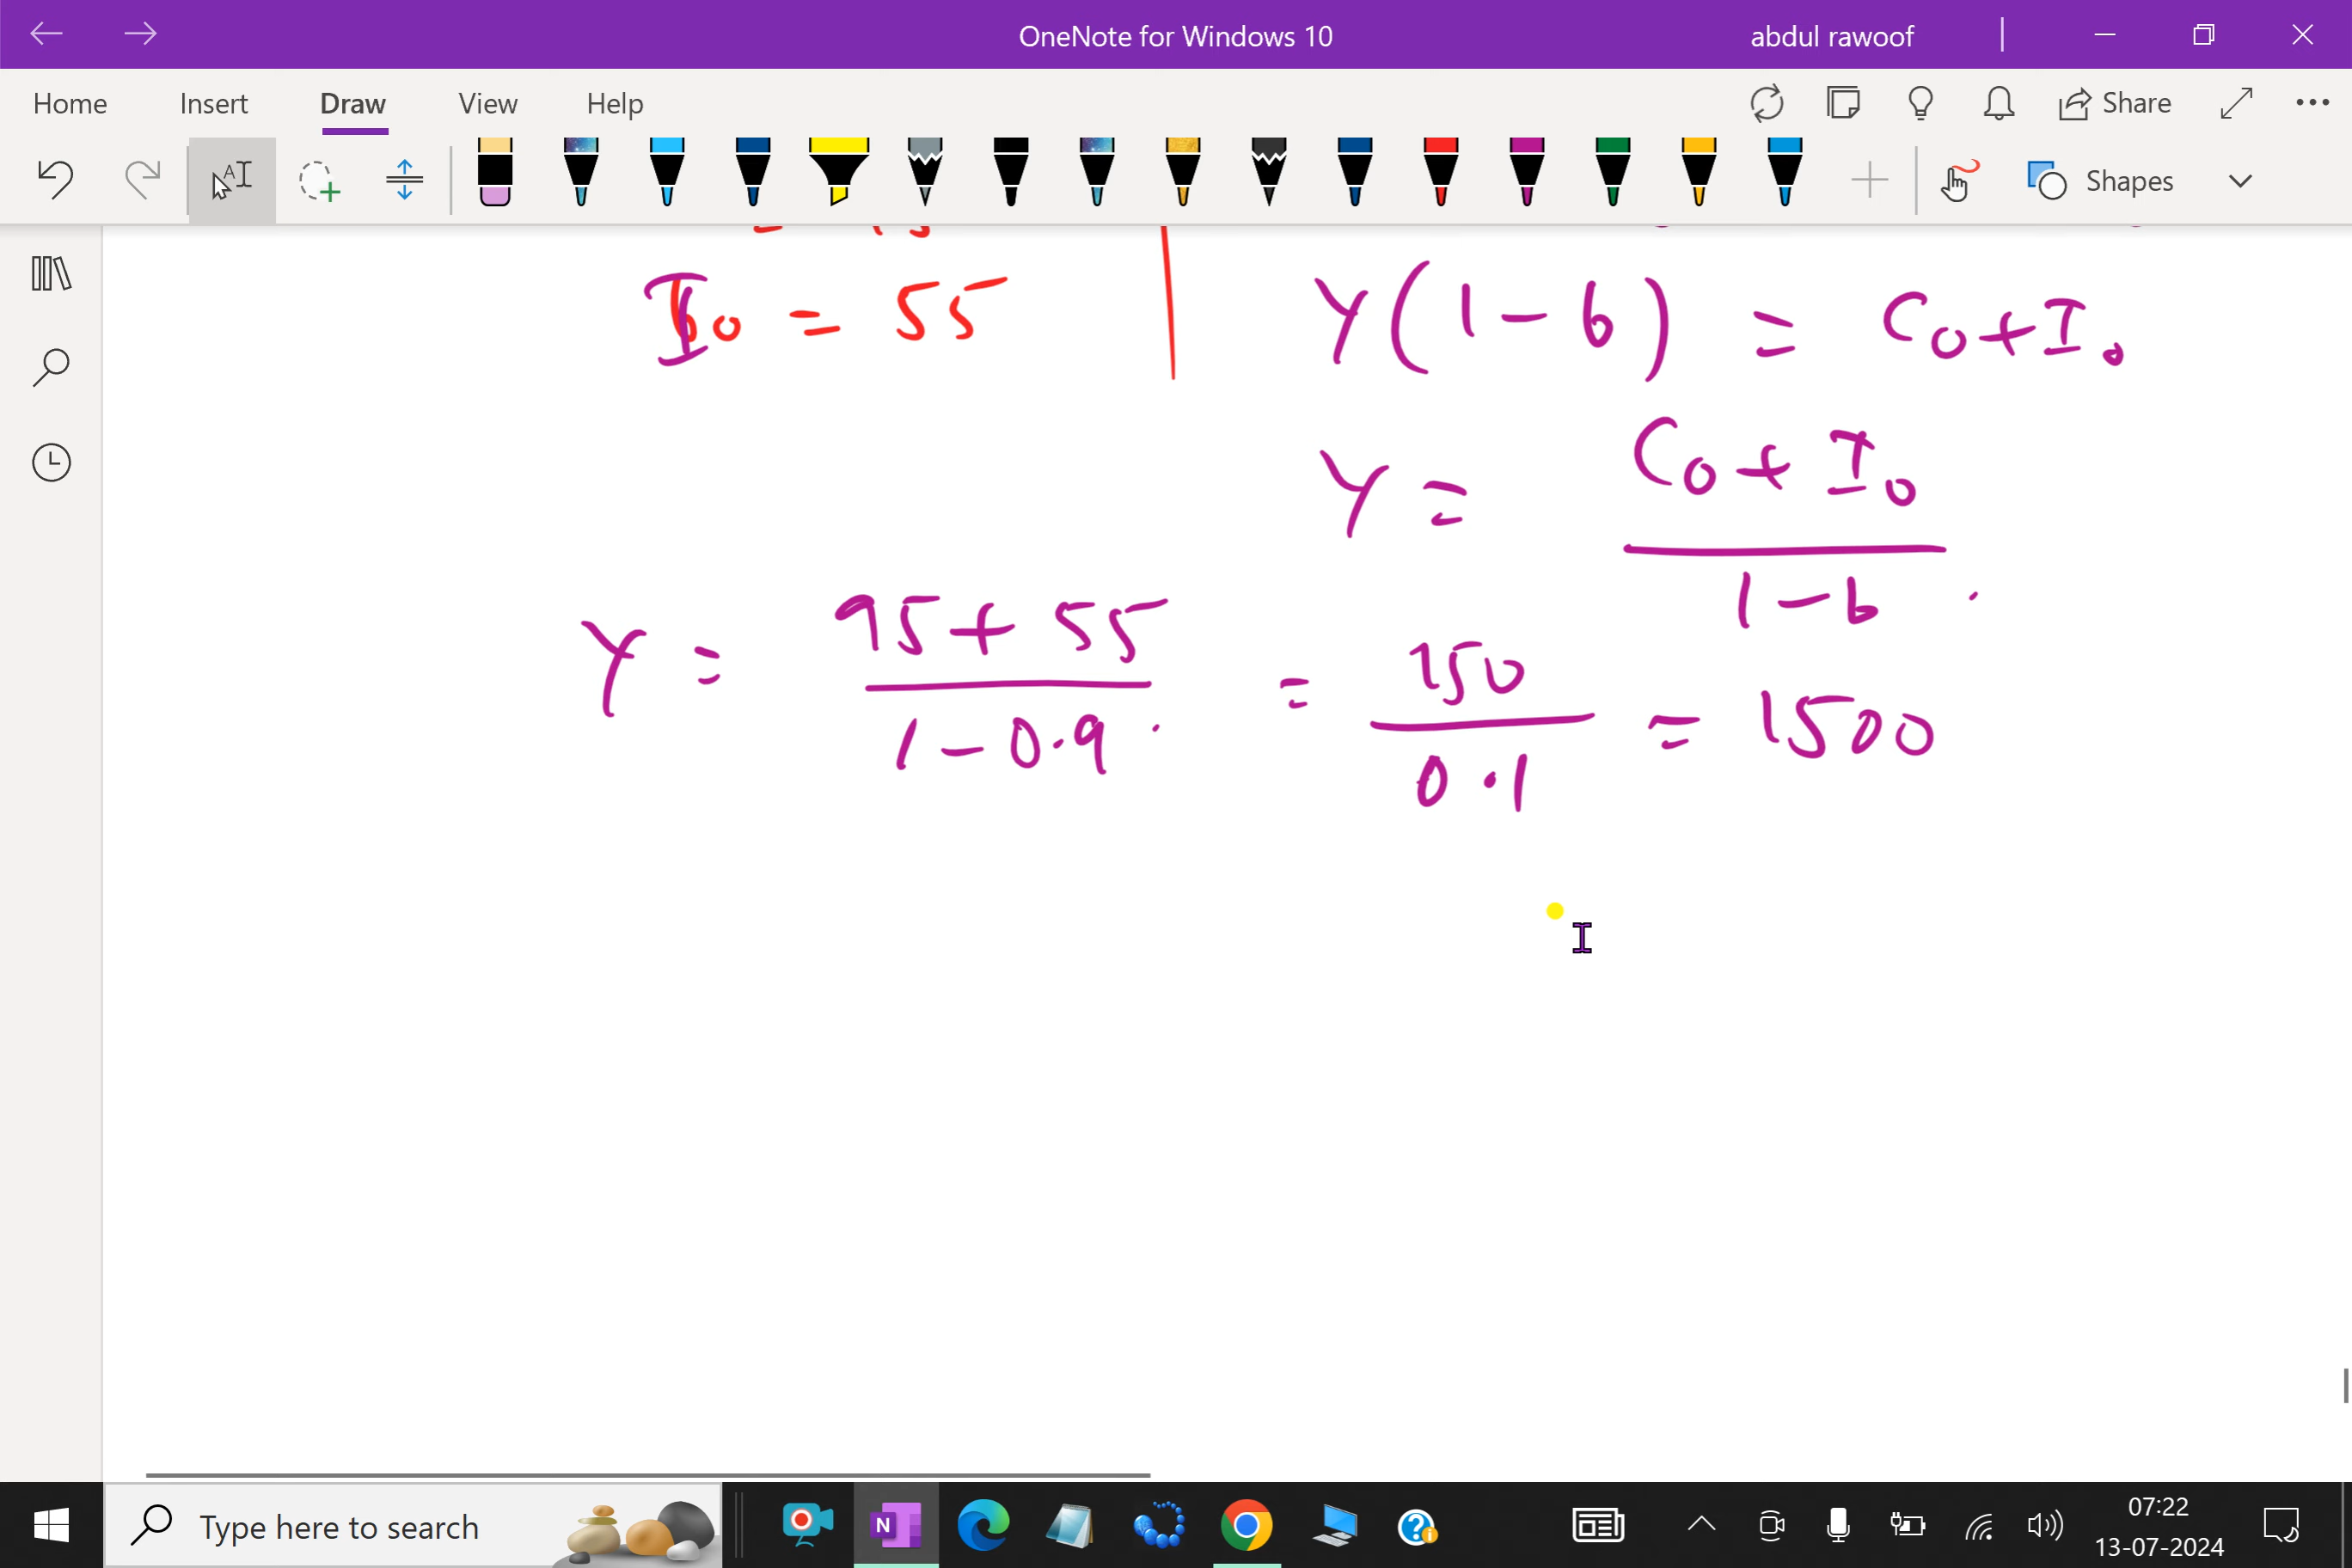 OneNote for Windows 10
abdul rawoof
Home Insert Draw View Help
Share
Shapes
I₀ = 55
Y(1-b) = C₀+I₀
Y = C₀+I₀ / 1-b .
Y = 95+55 / 1-0.9 . = 150 / 0.1 = 1500
Type here to search
07:22
13-07-2024